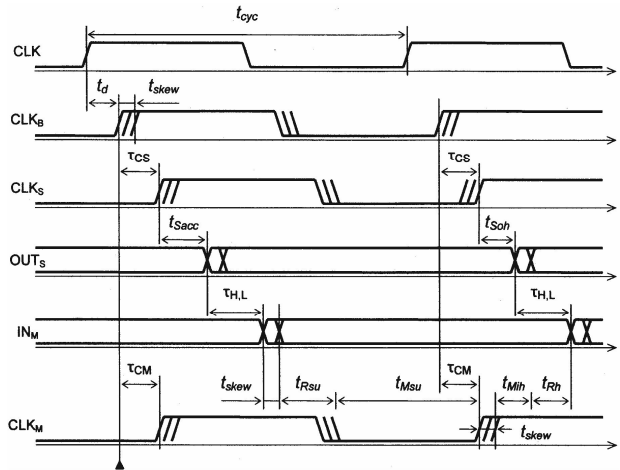 tcyc
CLK
td tskew
CLKB
τCS τCS
CLKS
tSacc tSoh
OUTS
τH,L τH,L
INM
τCM tskew tRsu tMsu τCM tMih tRh
CLKM
tskew